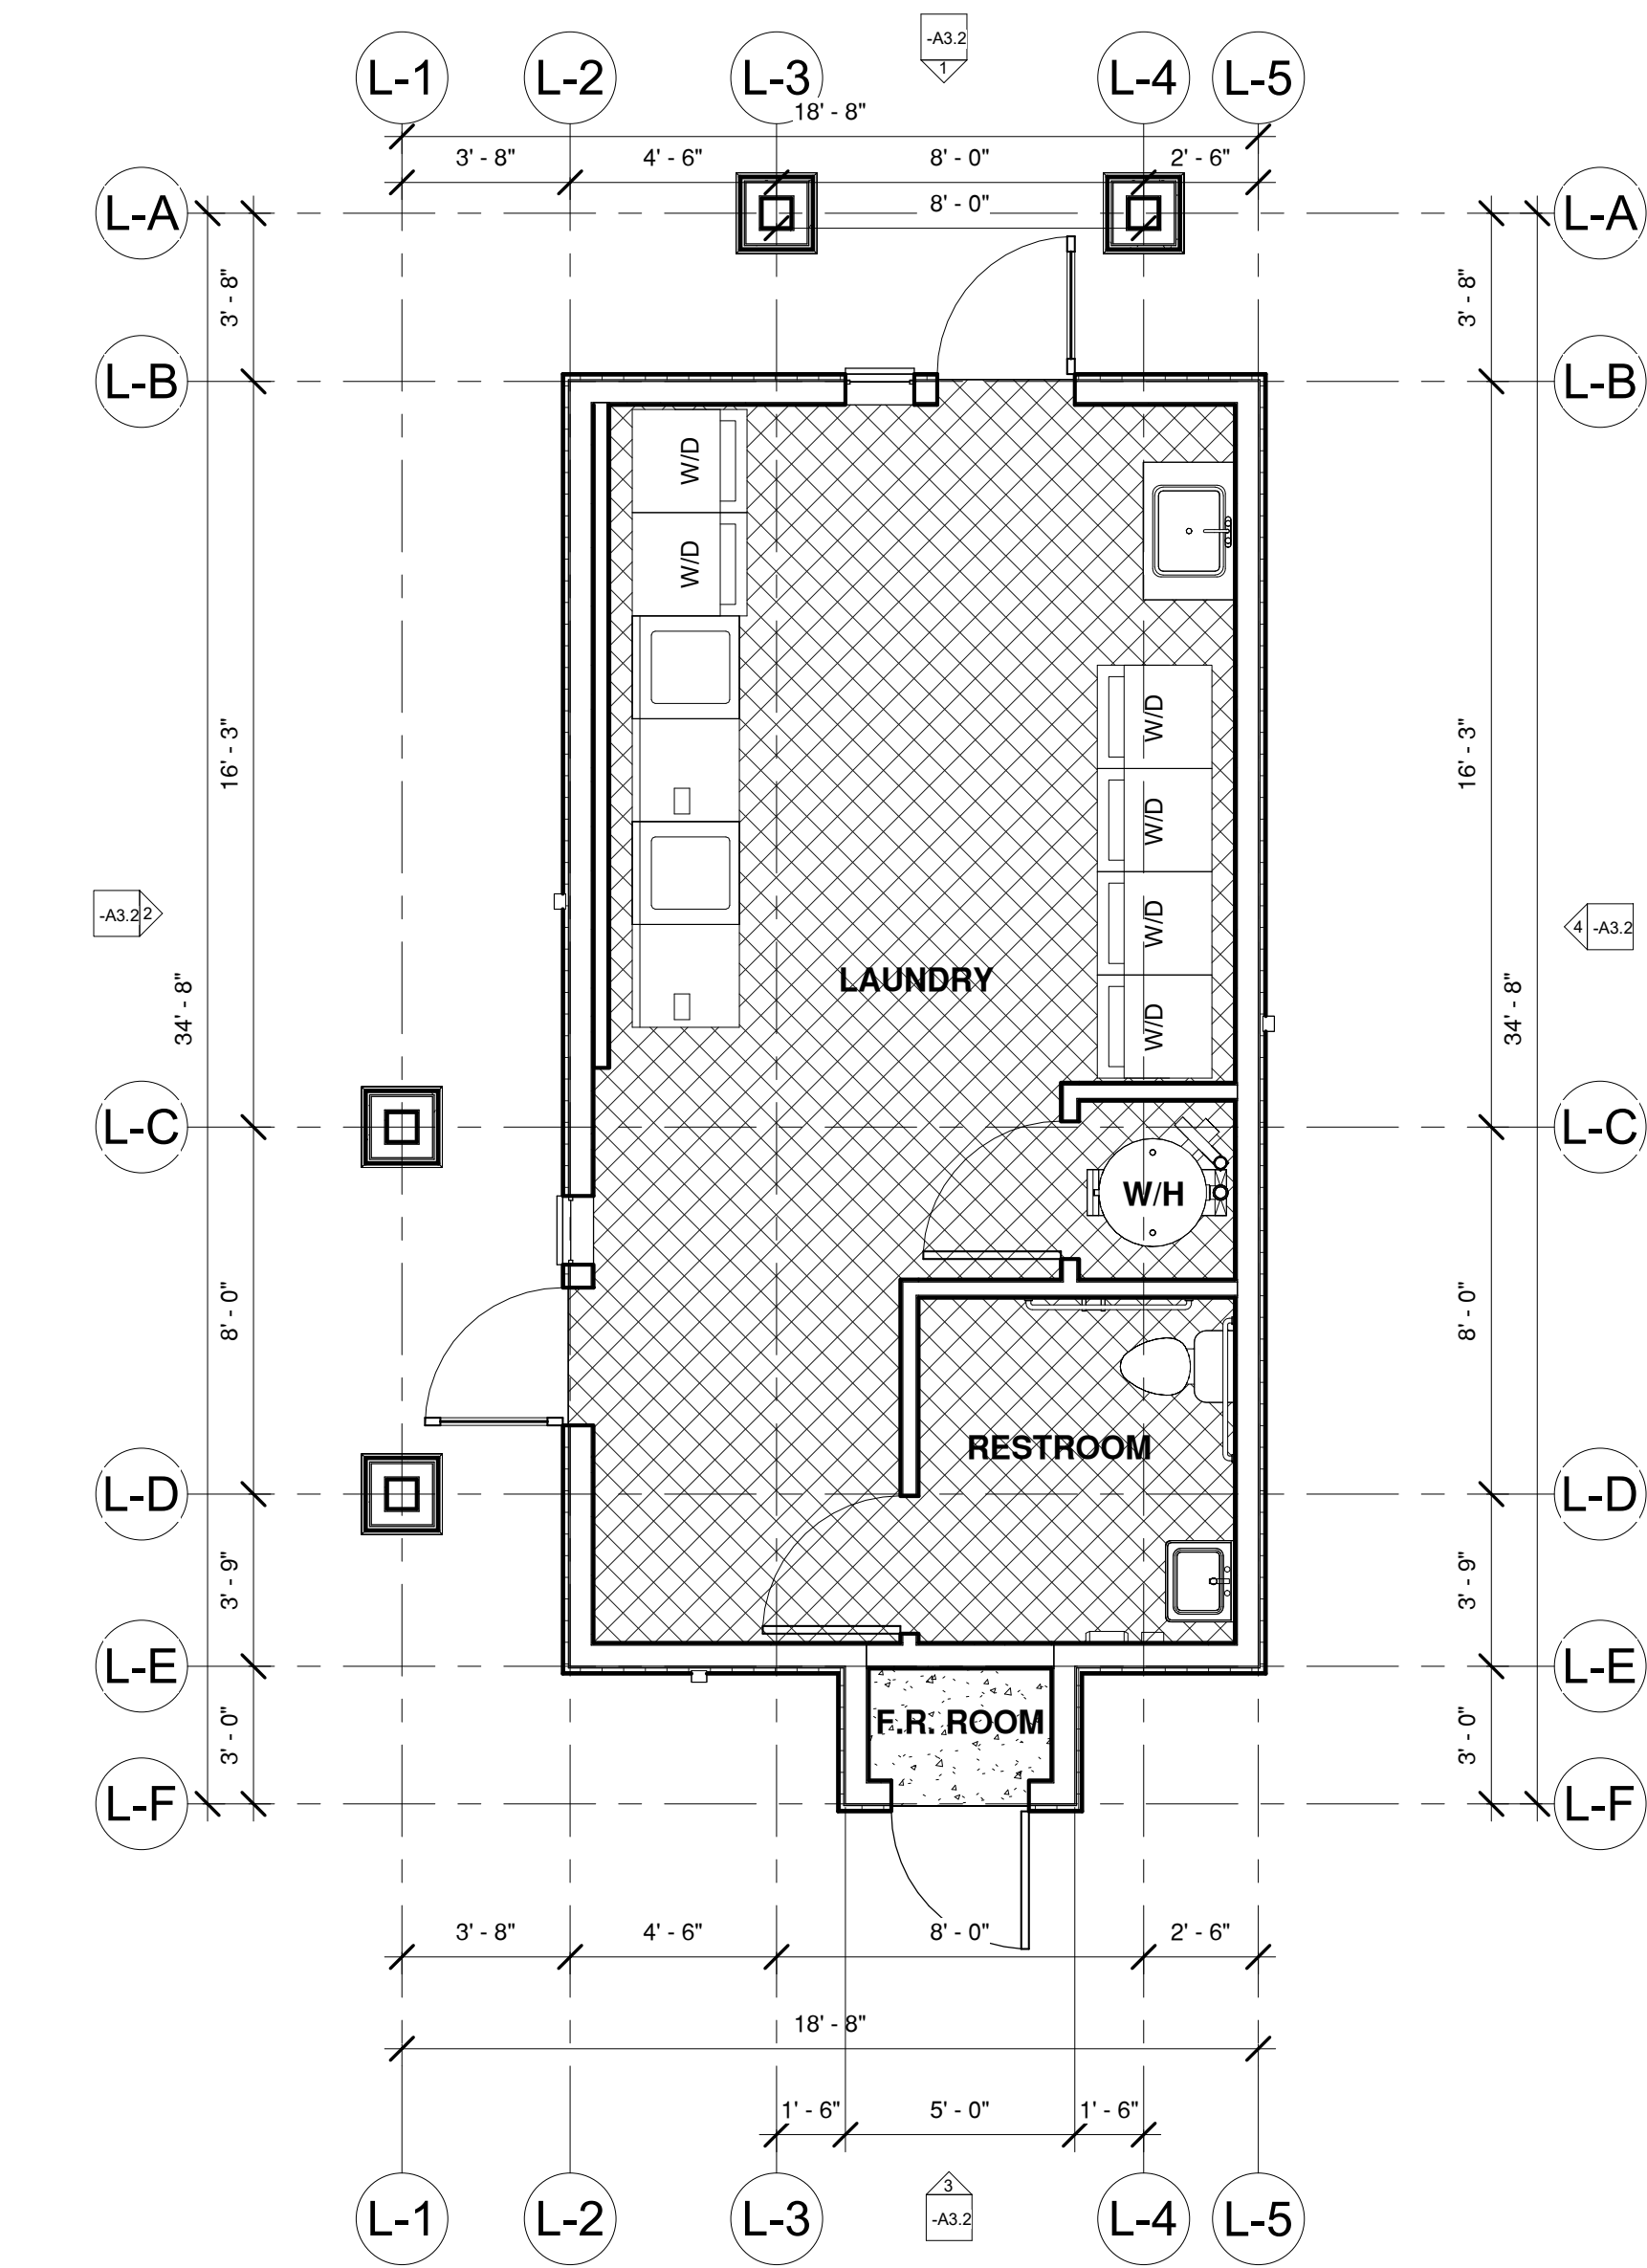 -A3.2
1
L-1 L-2 L-3 L-4 L-5
18' - 8"
3' - 8" 4' - 6" 8' - 0" 2' - 6"
L-A 8' - 0" L-A
3' - 8" 3' - 8"
L-B L-B
W/D
W/D
W/D
16' - 3" 16' - 3"
W/D
-A3.2 2 W/D 4 -A3.2
LAUNDRY
34' - 8" W/D 34' - 8"
L-C L-C
W/H
8' - 0" 8' - 0"
RESTROOM
L-D L-D
3' - 9" 3' - 9"
L-E L-E
F.R. ROOM
3' - 0" 3' - 0"
L-F L-F
3' - 8" 4' - 6" 8' - 0" 2' - 6"
18' - 8"
1' - 6" 5' - 0" 1' - 6"
3
-A3.2
L-1 L-2 L-3 L-4 L-5